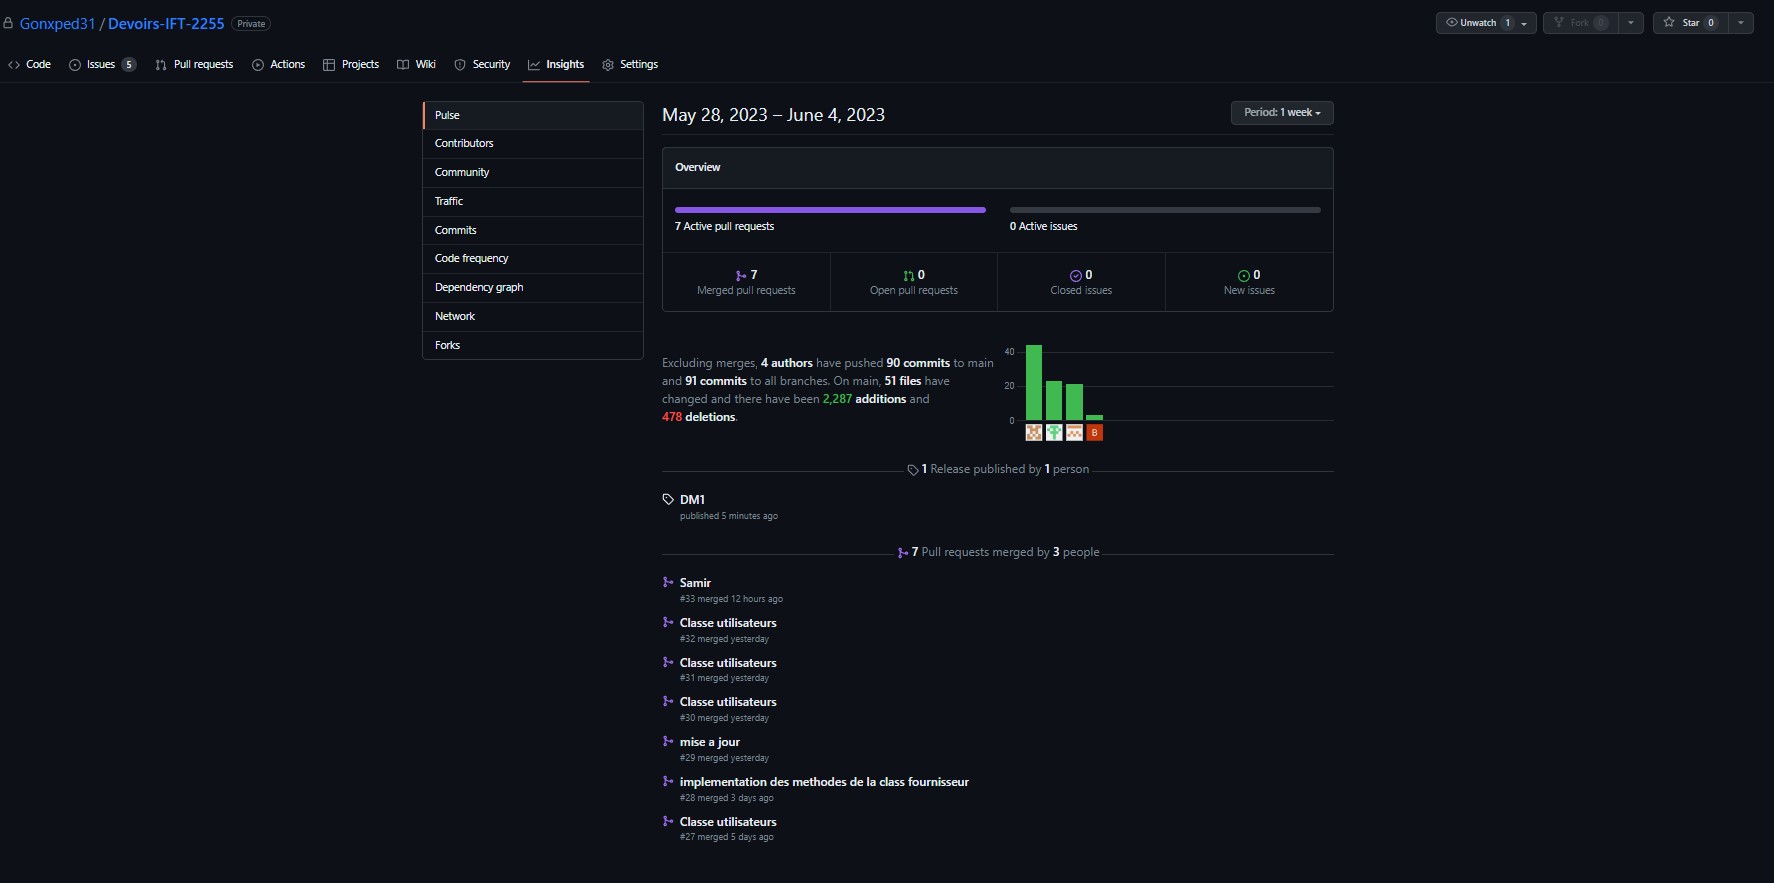 Gonxped31 / Devoirs-IFT-2255 Private
Unwatch 1 Fork 0 Star 0
Code Issues 5 Pull requests Actions Projects Wiki Security Insights Settings
Pulse
Contributors
Community
Traffic
Commits
Code frequency
Dependency graph
Network
Forks
May 28, 2023 – June 4, 2023
Period: 1 week
Overview
7 Active pull requests
0 Active issues
7
Merged pull requests
0
Open pull requests
0
Closed issues
0
New issues
Excluding merges, 4 authors have pushed 90 commits to main
and 91 commits to all branches. On main, 51 files have
changed and there have been 2,287 additions and
478 deletions.
40
20
0
B
1 Release published by 1 person
DM1
published 5 minutes ago
7 Pull requests merged by 3 people
Samir
#33 merged 12 hours ago
Classe utilisateurs
#32 merged yesterday
Classe utilisateurs
#31 merged yesterday
Classe utilisateurs
#30 merged yesterday
mise a jour
#29 merged yesterday
implementation des methodes de la class fournisseur
#28 merged 3 days ago
Classe utilisateurs
#27 merged 5 days ago